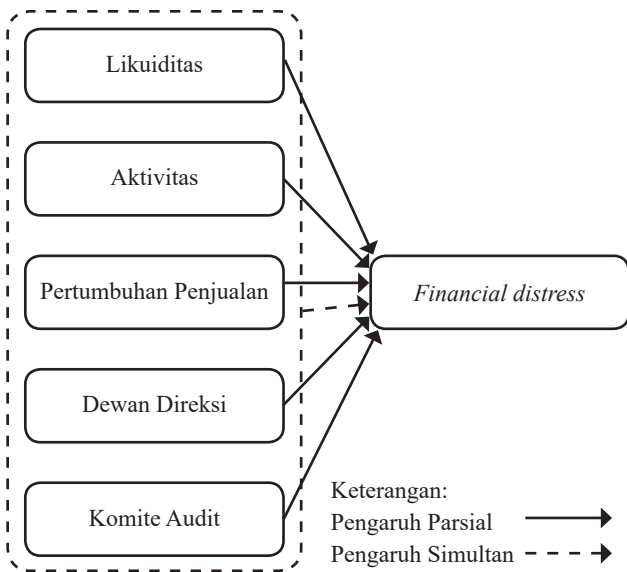 Likuiditas
Aktivitas
Pertumbuhan Penjualan
Financial distress
Dewan Direksi
Komite Audit
Keterangan:
Pengaruh Parsial
Pengaruh Simultan